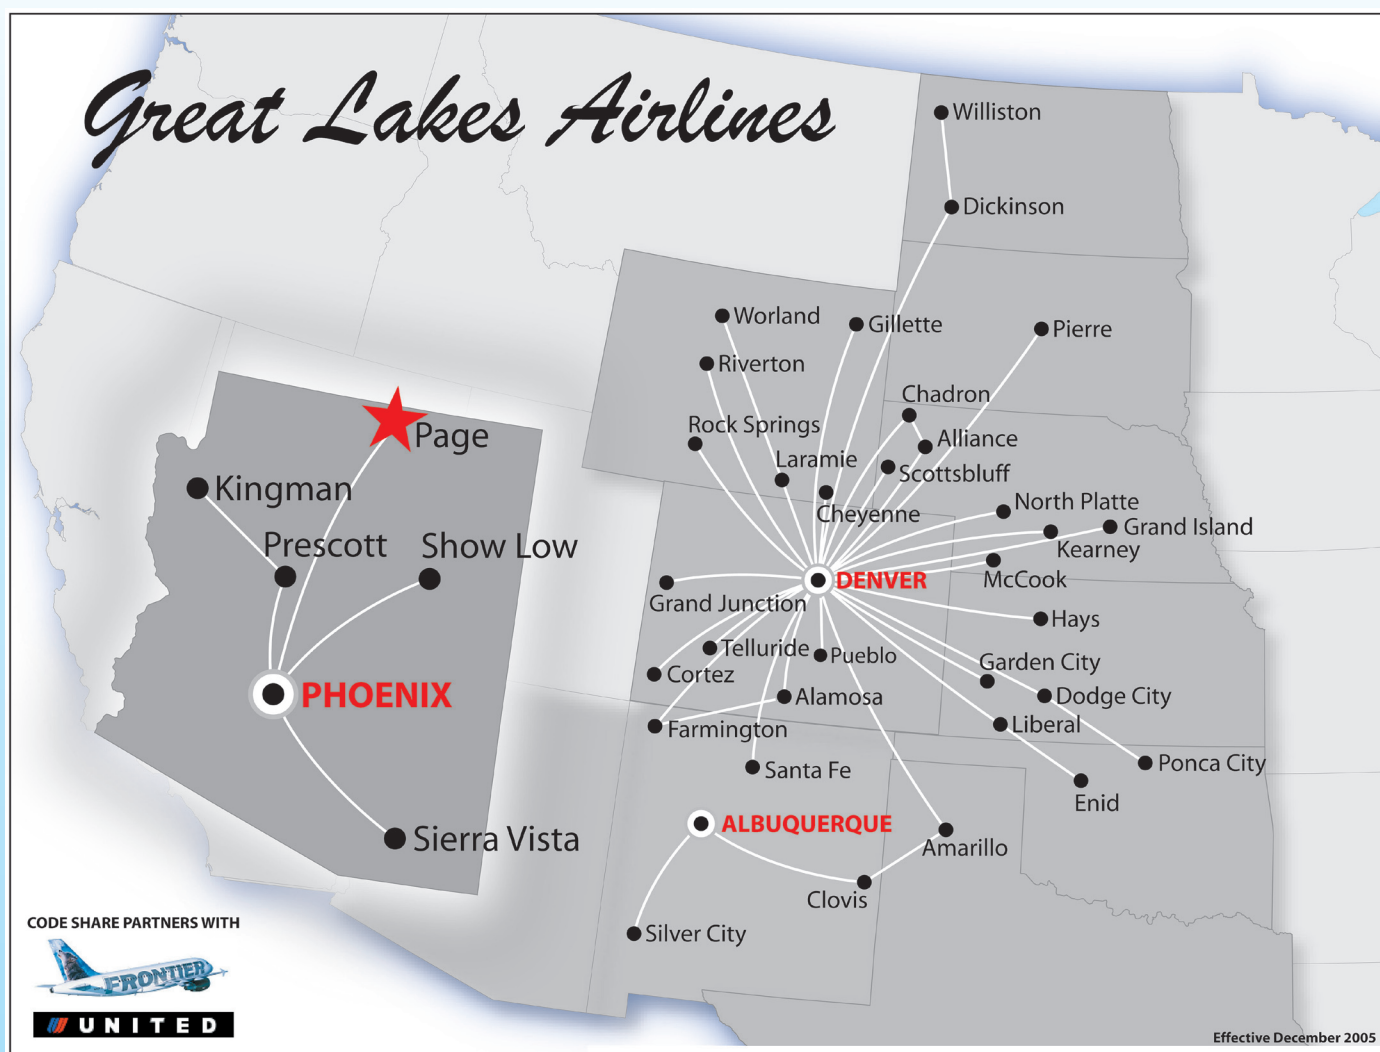 Great Lakes Airlines
Williston
Dickinson
Worland
Gillette
Pierre
Riverton
Chadron
Rock Springs
Alliance
Laramie
Scottsbluff
Page
Kingman
North Platte
Cheyenne
Grand Island
Kearney
Prescott
Show Low
McCook
DENVER
Grand Junction
Hays
Telluride
Pueblo
Garden City
Cortez
PHOENIX
Alamosa
Dodge City
Farmington
Liberal
Santa Fe
Ponca City
Enid
ALBUQUERQUE
Sierra Vista
Amarillo
Clovis
Silver City
CODE SHARE PARTNERS WITH
FRONTIER
UNITED
Effective December 2005